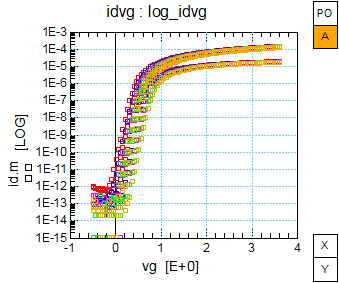 idvg : log_idvg
PO
A
1E-3
1E-4
1E-5
1E-6
1E-7
1E-8
1E-9
1E-10
1E-11
1E-12
1E-13
1E-14
1E-15
id.m [LOG]
-1 0 1 2 3 4
vg [E+0]
X
Y